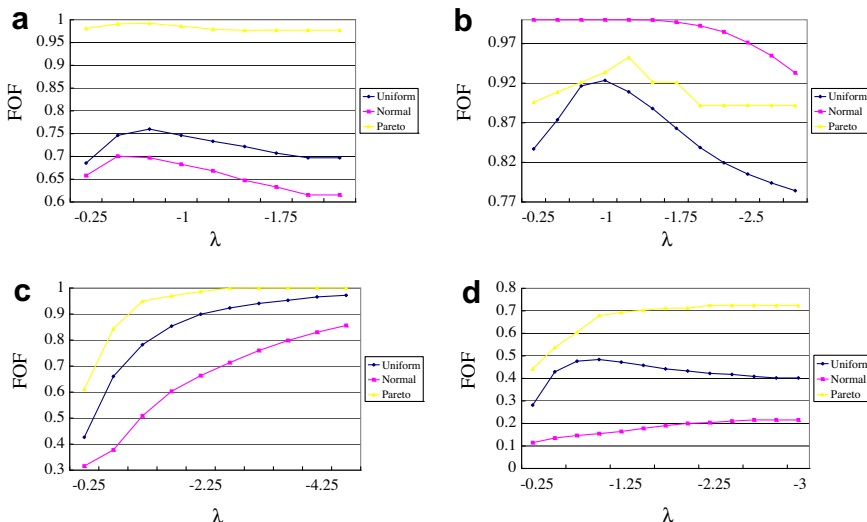 a
1
0.95
0.9
0.85
0.8
0.75
0.7
0.65
0.6
FOF
-0.25
-1
-1.75
λ
Uniform
Normal
Pareto
b
0.97
0.92
0.87
0.82
0.77
FOF
-0.25
-1
-1.75
-2.5
λ
Uniform
Normal
Pareto
c
1
0.9
0.8
0.7
0.6
0.5
0.4
0.3
FOF
-0.25
-2.25
-4.25
λ
Uniform
Normal
Pareto
d
0.8
0.7
0.6
0.5
0.4
0.3
0.2
0.1
0
FOF
-0.25
-1.25
-2.25
-3
λ
Uniform
Normal
Pareto